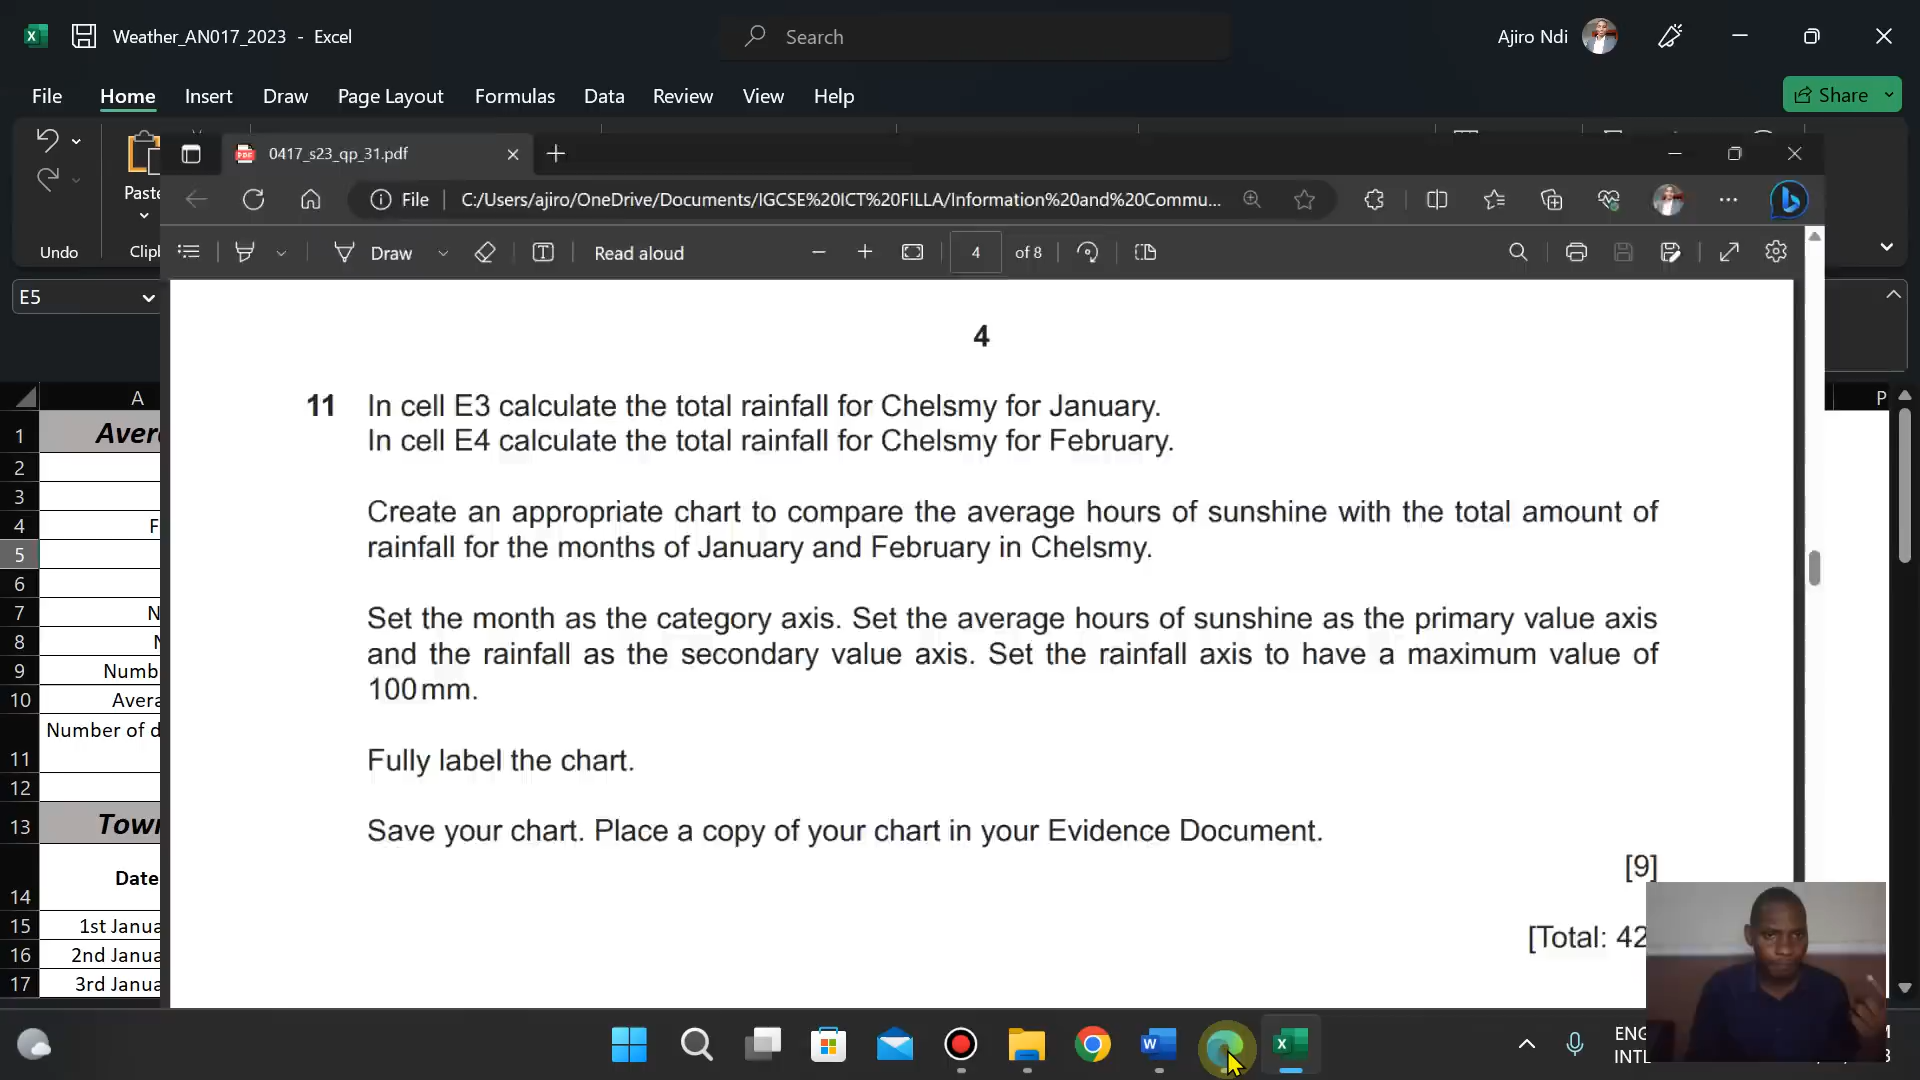 Weather_AN017_2023 - Excel
Search
Ajiro Ndi
File Home Insert Draw Page Layout Formulas Data Review View Help
Share
Paste
Undo
0417_s23_qp_31.pdf
File
C:/Users/ajiro/OneDrive/Documents/IGCSE%20ICT%20FILLA/Information%20and%20Commu...
Draw
Read aloud
4 of 8
E5
4
11 In cell E3 calculate the total rainfall for Chelsmy for January.
In cell E4 calculate the total rainfall for Chelsmy for February.
Create an appropriate chart to compare the average hours of sunshine with the total amount of
rainfall for the months of January and February in Chelsmy.
Set the month as the category axis. Set the average hours of sunshine as the primary value axis
and the rainfall as the secondary value axis. Set the rainfall axis to have a maximum value of
100 mm.
Fully label the chart.
Save your chart. Place a copy of your chart in your Evidence Document.
[9]
[Total: 42
A
P
1
2
3
4
5
6
7
8
9
10
11 Number of d
12
13
14 Date
15 1st Janua
16 2nd Janua
17 3rd Janua
ENG
INTL